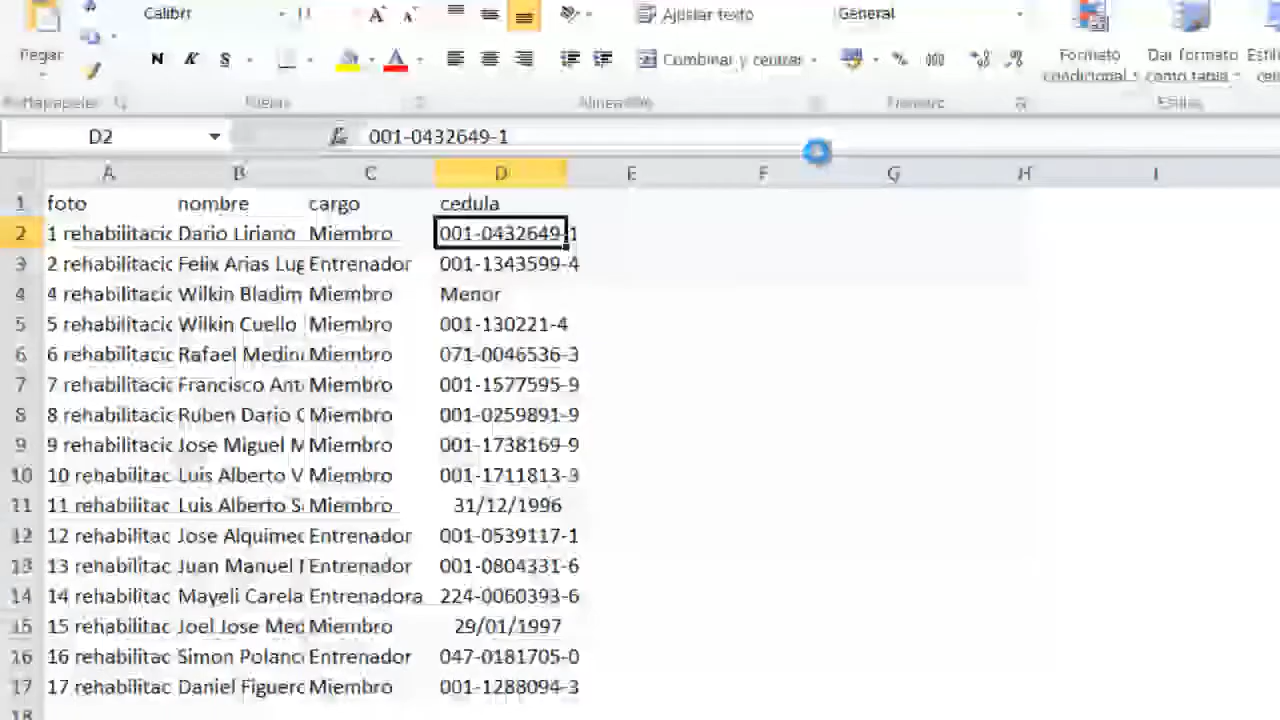 Calibri 11 A A Ajustar texto General
Pegar N K S A Combinar y centrar % 000 Formato condicional Dar formato como tabla
D2 fx 001-0432649-1
A B C D E F G H I
1 foto nombre cargo cedula
2 1 rehabilitacic Dario Liriano Miembro 001-0432649-1
3 2 rehabilitacic Felix Arias Lug Entrenador 001-1343599-4
4 4 rehabilitacic Wilkin Bladim Miembro Menor
5 5 rehabilitacic Wilkin Cuello Miembro 001-130221-4
6 6 rehabilitacic Rafael Medin Miembro 071-0046536-3
7 7 rehabilitacic Francisco Ant Miembro 001-1577595-9
8 8 rehabilitacic Ruben Dario Miembro 001-0259891-9
9 9 rehabilitacic Jose Miguel M Miembro 001-1738169-9
10 10 rehabilitac Luis Alberto V Miembro 001-1711813-3
11 11 rehabilitac Luis Alberto S Miembro 31/12/1996
12 12 rehabilitac Jose Alquimec Entrenador 001-0539117-1
13 13 rehabilitac Juan Manuel Entrenador 001-0804331-6
14 14 rehabilitac Mayeli Carela Entrenadora 224-0060393-6
15 15 rehabilitac Joel Jose Med Miembro 29/01/1997
16 16 rehabilitac Simon Polanc Entrenador 047-0181705-0
17 17 rehabilitac Daniel Figuerc Miembro 001-1288094-3
18